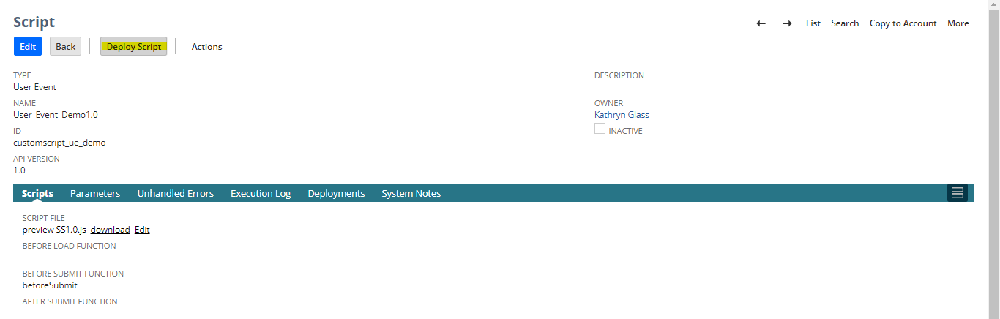 Script
List Search Copy to Account More
Edit Back Deploy Script Actions
TYPE
User Event
NAME
User_Event_Demo1.0
ID
customscript_ue_demo
API VERSION
1.0
DESCRIPTION
OWNER
Kathryn Glass
INACTIVE
Scripts Parameters Unhandled Errors Execution Log Deployments System Notes
SCRIPT FILE
preview SS1.0.js download Edit
BEFORE LOAD FUNCTION
BEFORE SUBMIT FUNCTION
beforeSubmit
AFTER SUBMIT FUNCTION